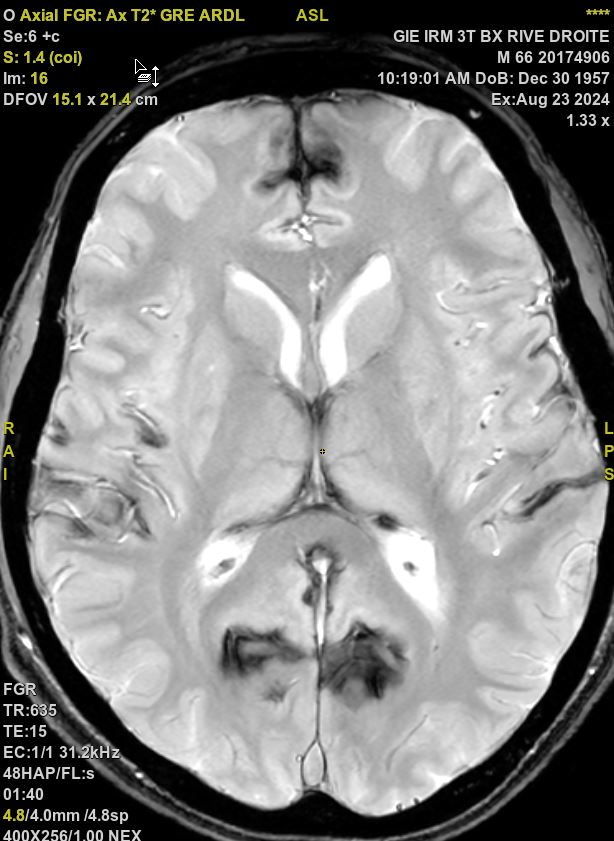 O Axial FGR: Ax T2* GRE ARDL
ASL
****
Se:6 +c
GIE IRM 3T BX RIVE DROITE
S: 1.4 (coi)
M 66 20174906
Im: 16
10:19:01 AM DoB: Dec 30 1957
DFOV 15.1 x 21.4 cm
Ex:Aug 23 2024
1.33 x
R
A
I
L
P
S
FGR
TR:635
TE:15
EC:1/1 31.2kHz
48HAP/FL:s
01:40
4.8/4.0mm /4.8sp
400X256/1.00 NEX